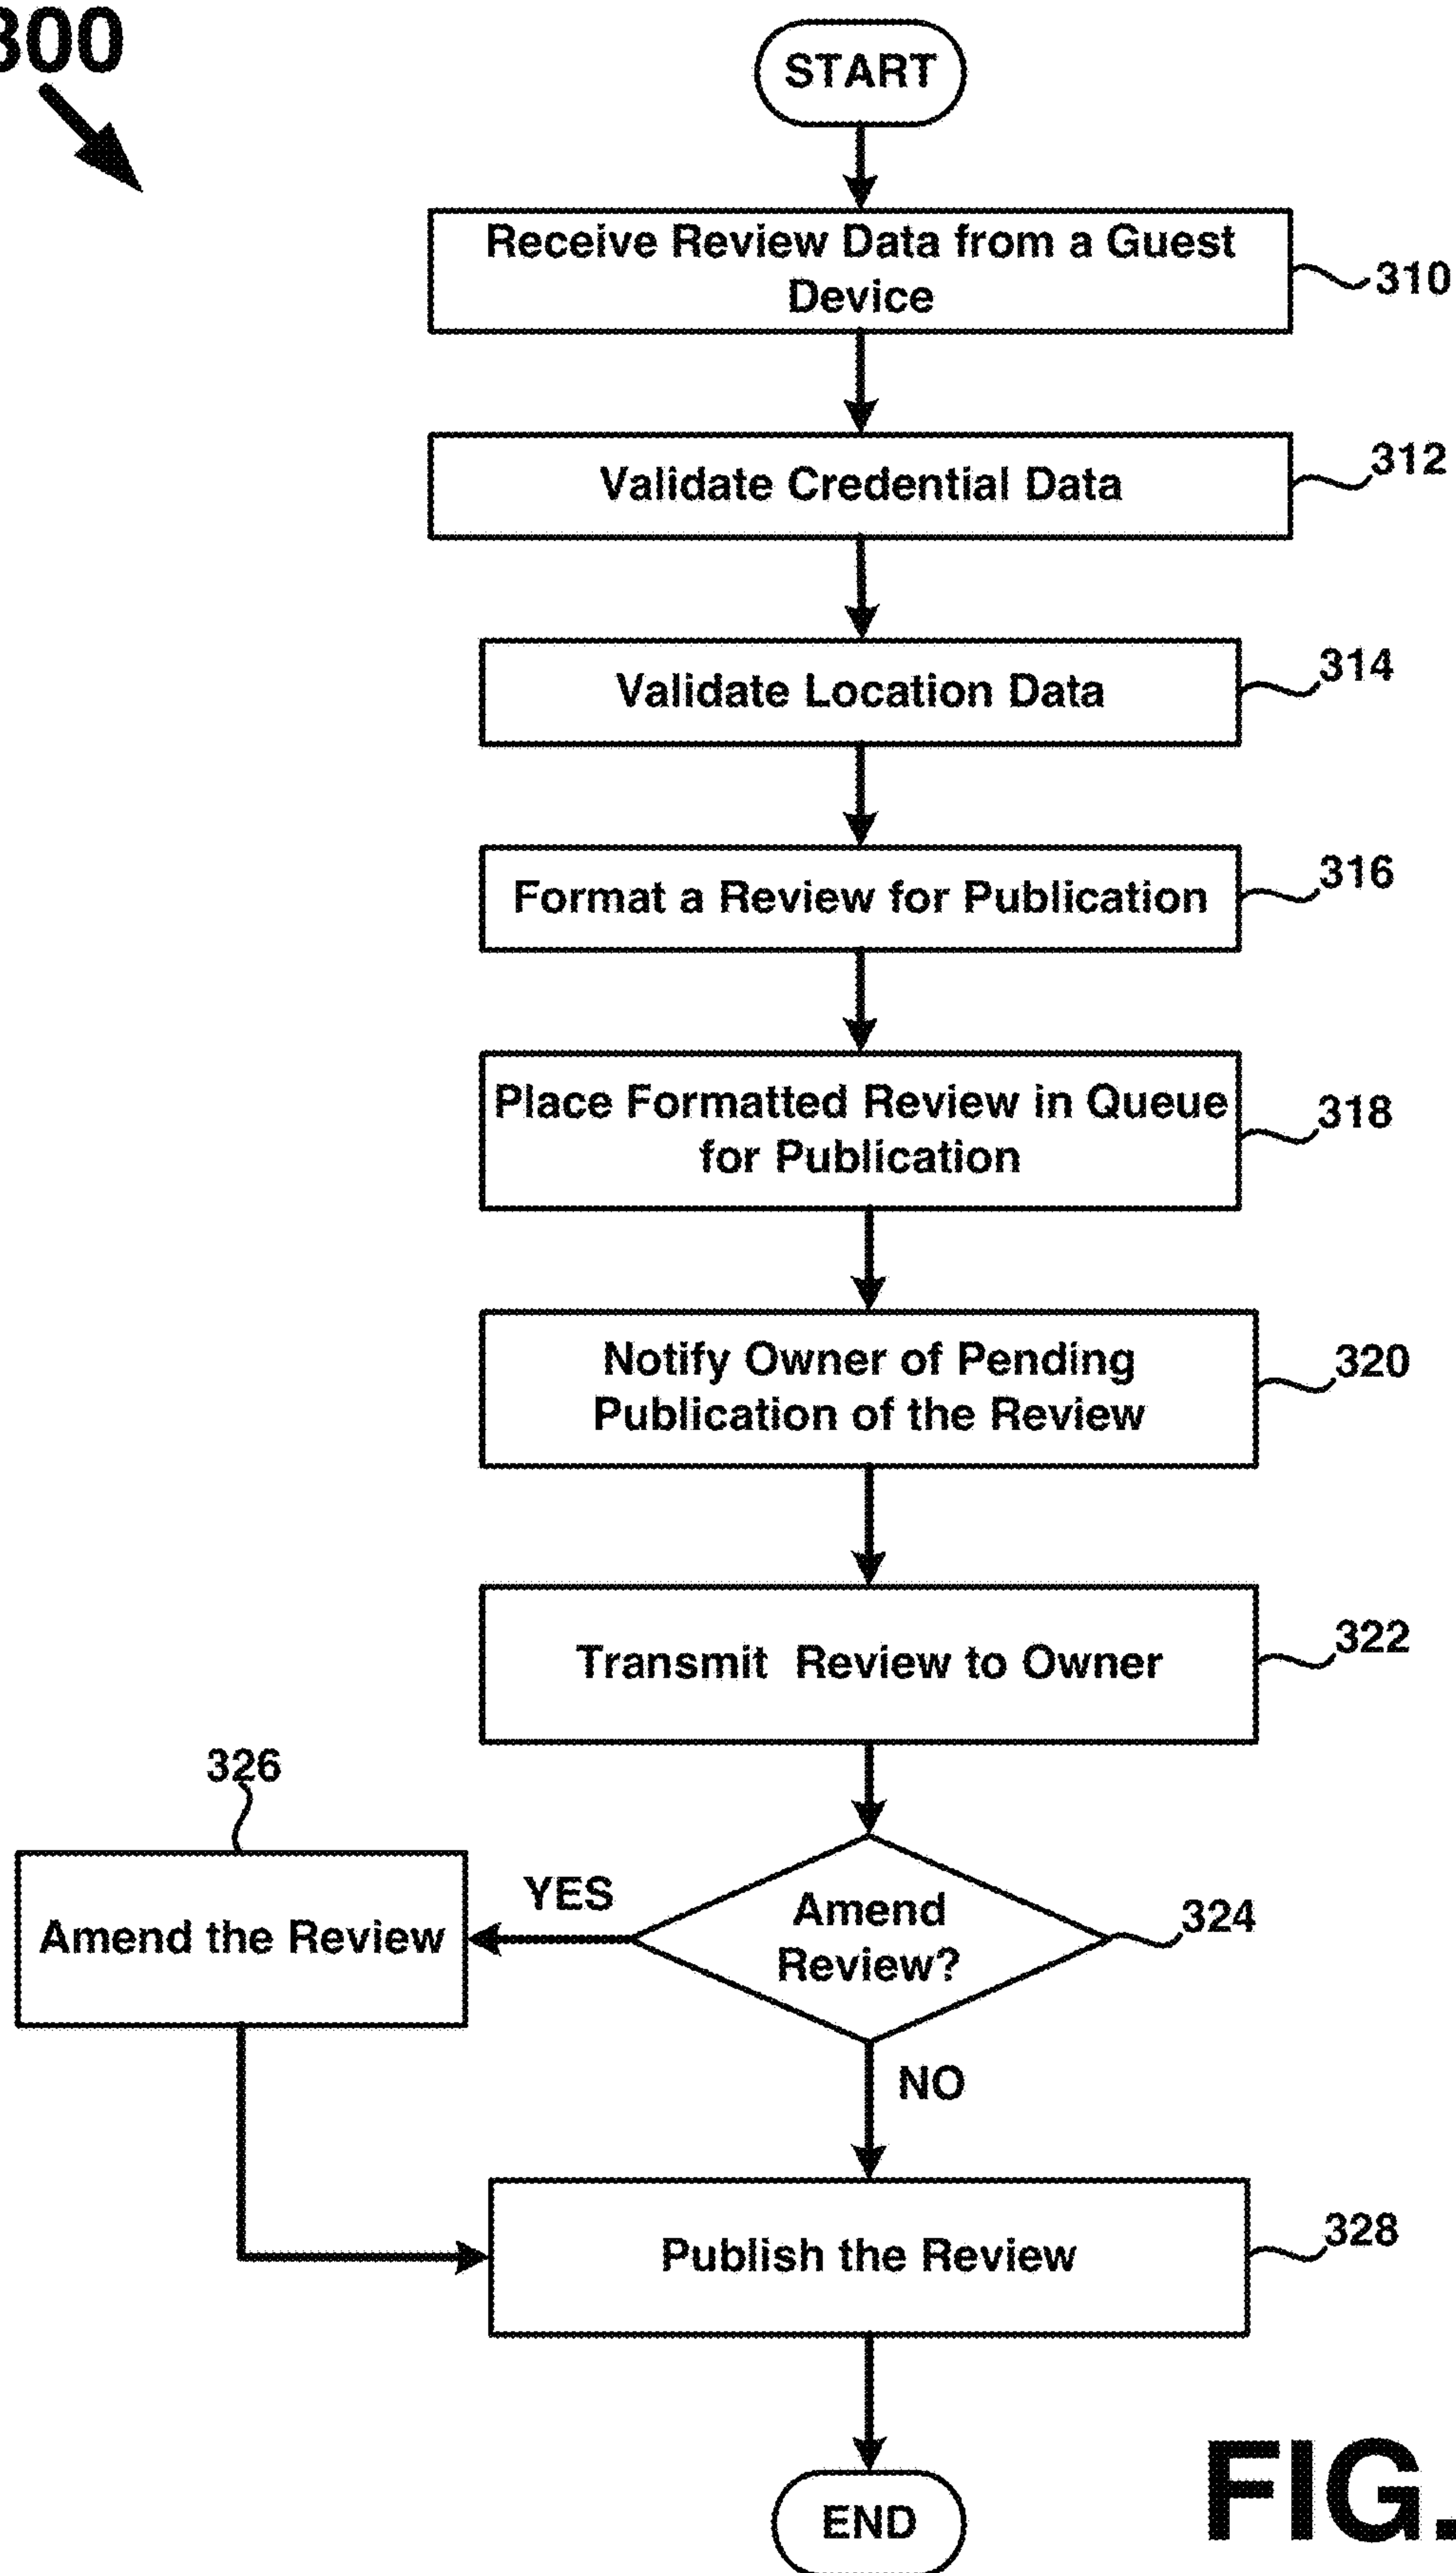 300
START
Receive Review Data from a Guest
Device
310
Validate Credential Data
312
Validate Location Data
314
Format a Review for Publication
316
Place Formatted Review in Queue
for Publication
318
Notify Owner of Pending
Publication of the Review
320
Transmit Review to Owner
322
326
Amend the Review
YES
Amend
Review?
324
NO
Publish the Review
328
END
FIG.